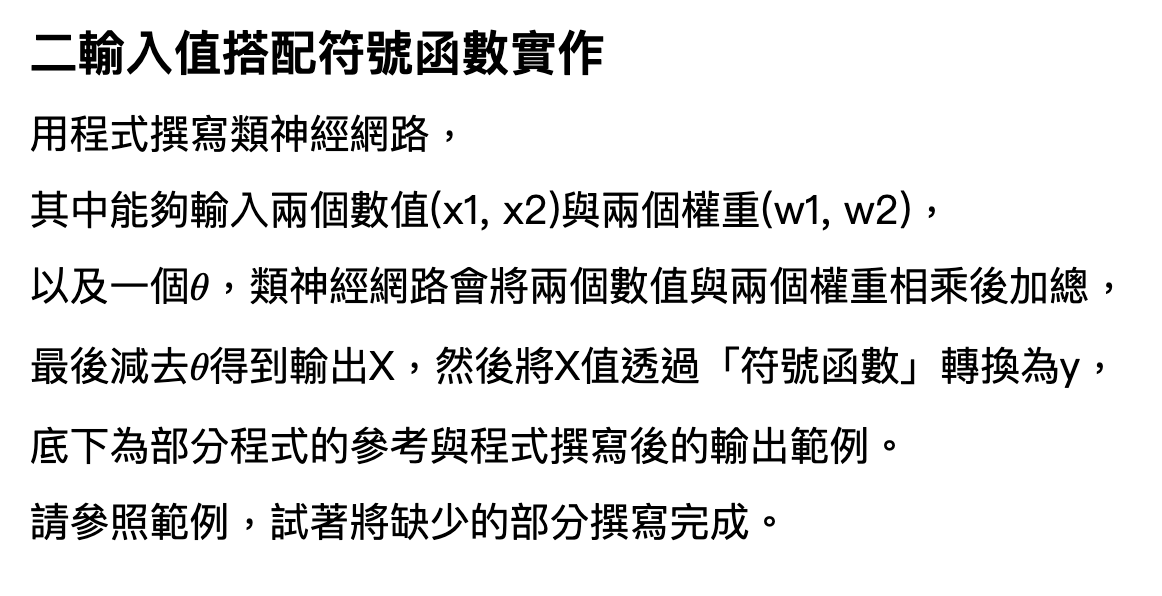 二輸入值搭配符號函數實作
用程式撰寫類神經網路，
其中能夠輸入兩個數值(x1, x2)與兩個權重(w1, w2)，
以及一個θ，類神經網路會將兩個數值與兩個權重相乘後加總，
最後減去θ得到輸出X，然後將X值透過「符號函數」轉換為y，
底下為部分程式的參考與程式撰寫後的輸出範例。
請參照範例，試著將缺少的部分撰寫完成。